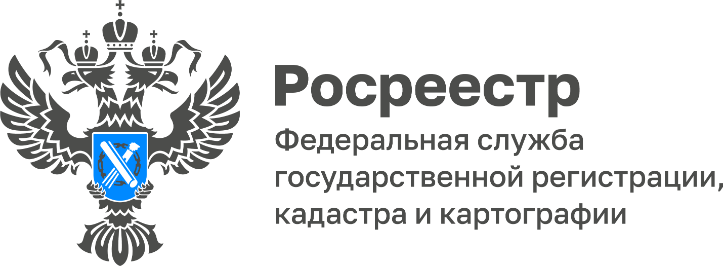 Росреестр
Федеральная служба
государственной регистрации,
кадастра и картографии